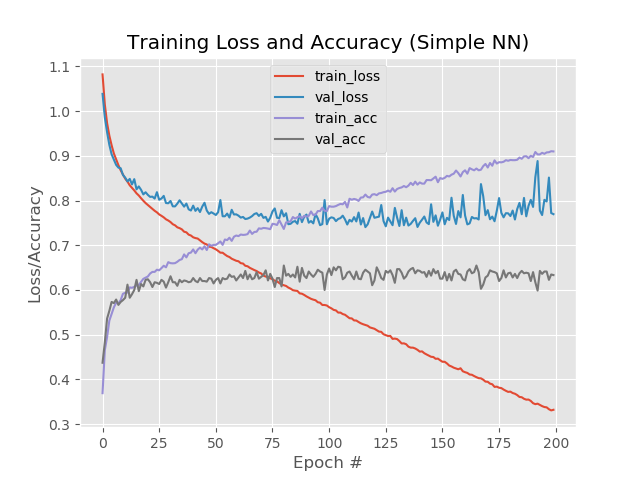 Training Loss and Accuracy (Simple NN)
train_loss
val_loss
train_acc
val_acc
Loss/Accuracy
1.1
1.0
0.9
0.8
0.7
0.6
0.5
0.4
0.3
0 25 50 75 100 125 150 175 200
Epoch #